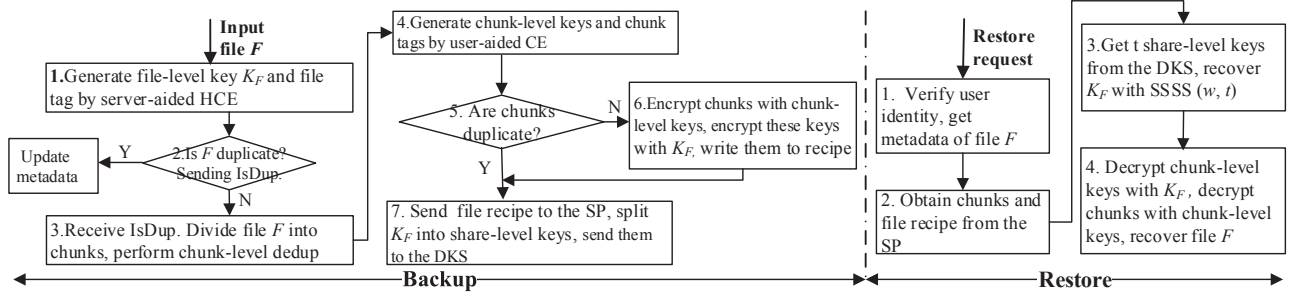 Input
file F
1.Generate file-level key K_F and file
tag by server-aided HCE
2.Is F duplicate?
Sending IsDup.
Y
Update
metadata
N
3.Receive IsDup. Divide file F into
chunks, perform chunk-level dedup
4.Generate chunk-level keys and chunk
tags by user-aided CE
5. Are chunks
duplicate?
N
6.Encrypt chunks with chunk-
level keys, encrypt these keys
with K_F, write them to recipe
Y
7. Send file recipe to the SP, split
K_F into share-level keys, send them
to the DKS
Backup
Restore
request
1. Verify user
identity, get
metadata of file F
2. Obtain chunks and
file recipe from the
SP
3.Get t share-level keys
from the DKS, recover
K_F with SSSS (w, t)
4. Decrypt chunk-level
keys with K_F, decrypt
chunks with chunk-level
keys, recover file F
Restore